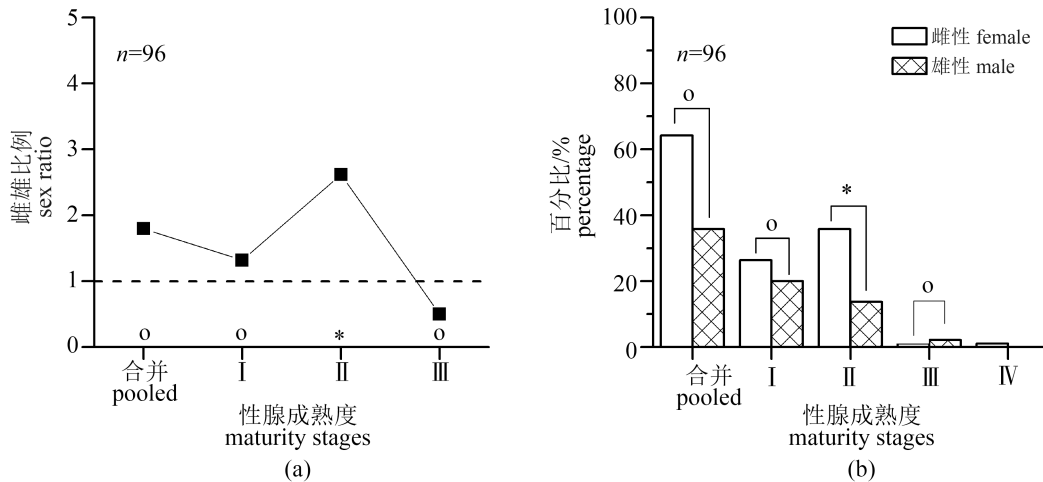 5
4
3
2
1
0
n=96
雌雄比例
sex ratio
o
o
*
o
合并
pooled
Ⅰ
Ⅱ
Ⅲ
性腺成熟度
maturity stages
(a)
100
80
60
40
20
0
n=96
百分比/%
percentage
雌性 female
雄性 male
o
o
*
o
合并
pooled
Ⅰ
Ⅱ
Ⅲ
Ⅳ
性腺成熟度
maturity stages
(b)